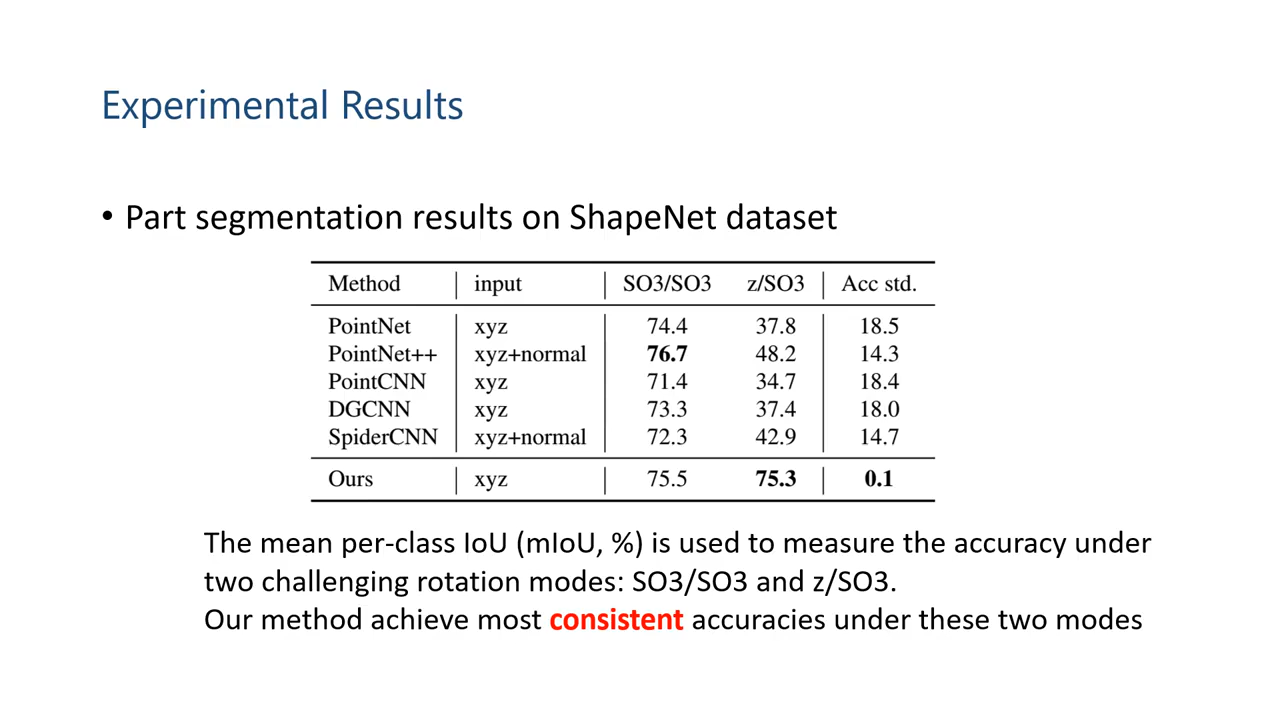 Experimental Results
• Part segmentation results on ShapeNet dataset
Method input SO3/SO3 z/SO3 Acc std.
PointNet xyz 74.4 37.8 18.5
PointNet++ xyz+normal 76.7 48.2 14.3
PointCNN xyz 71.4 34.7 18.4
DGCNN xyz 73.3 37.4 18.0
SpiderCNN xyz+normal 72.3 42.9 14.7
Ours xyz 75.5 75.3 0.1
The mean per-class IoU (mIoU, %) is used to measure the accuracy under
two challenging rotation modes: SO3/SO3 and z/SO3.
Our method achieve most consistent accuracies under these two modes